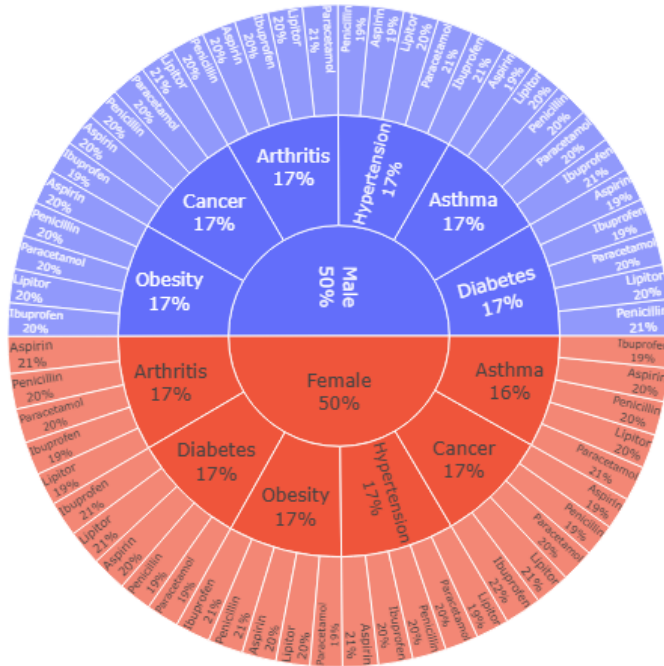 Male
50%
Obesity
17%
Ibuprofen
20%
Lipitor
20%
Paracetamol
20%
Penicillin
20%
Aspirin
20%
Cancer
17%
Ibuprofen
19%
Aspirin
20%
Penicillin
20%
Paracetamol
20%
Lipitor
21%
Arthritis
17%
Penicillin
20%
Aspirin
20%
Ibuprofen
20%
Lipitor
20%
Paracetamol
21%
Hypertension
17%
Penicillin
19%
Aspirin
19%
Lipitor
20%
Paracetamol
21%
Ibuprofen
21%
Asthma
17%
Aspirin
19%
Lipitor
20%
Penicillin
20%
Paracetamol
20%
Ibuprofen
21%
Diabetes
17%
Aspirin
19%
Ibuprofen
19%
Paracetamol
20%
Lipitor
20%
Penicillin
21%
Female
50%
Asthma
16%
Ibuprofen
19%
Aspirin
20%
Penicillin
20%
Lipitor
20%
Paracetamol
21%
Cancer
17%
Aspirin
19%
Penicillin
19%
Paracetamol
20%
Lipitor
21%
Ibuprofen
22%
Hypertension
17%
Lipitor
19%
Paracetamol
20%
Penicillin
20%
Ibuprofen
20%
Aspirin
21%
Obesity
17%
Paracetamol
19%
Lipitor
20%
Aspirin
20%
Penicillin
21%
Ibuprofen
21%
Diabetes
17%
Paracetamol
19%
Penicillin
19%
Aspirin
20%
Lipitor
21%
Ibuprofen
21%
Arthritis
17%
Lipitor
19%
Ibuprofen
19%
Paracetamol
20%
Penicillin
20%
Aspirin
21%